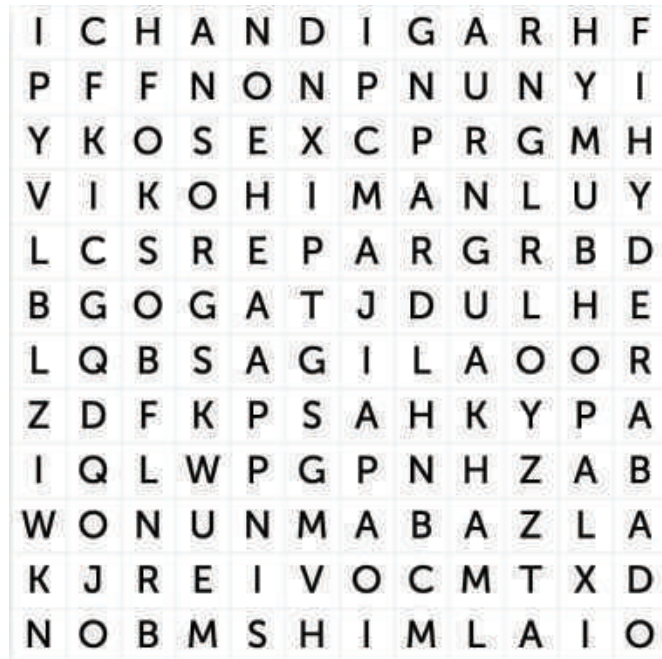 I C H A N D I G A R H F
P F F N O N P N U N Y I
Y K O S E X C P R G M H
V I K O H I M A N L U Y
L C S R E P A R G R B D
B G O G A T J D U L H E
L Q B S A G I L A O O R
Z D F K P S A H K Y P A
I Q L W P G P N H Z A B
W O N U N M A B A Z L A
K J R E I V O C M T X D
N O B M S H I M L A I O